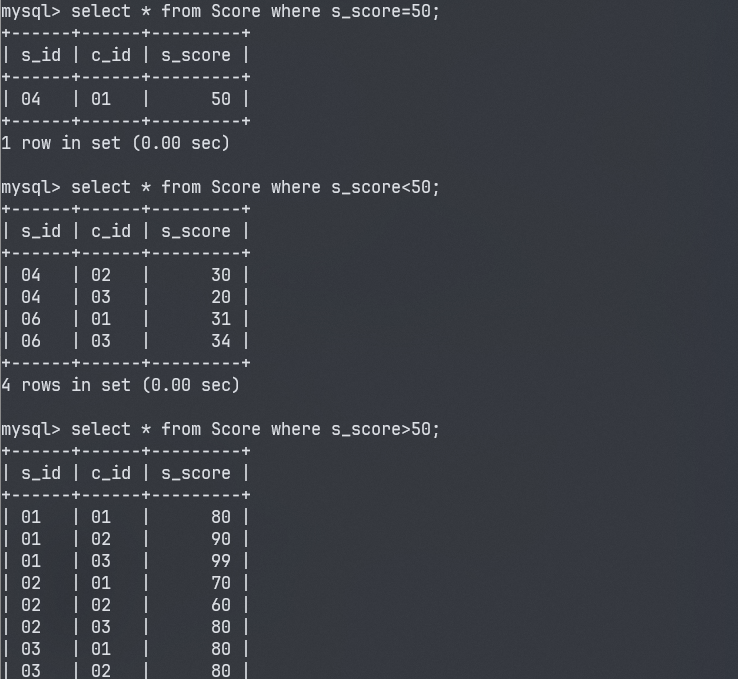 mysql> select * from Score where s_score=50;
+------+------+---------+
| s_id | c_id | s_score |
+------+------+---------+
| 04   | 01   |      50 |
+------+------+---------+
1 row in set (0.00 sec)

mysql> select * from Score where s_score<50;
+------+------+---------+
| s_id | c_id | s_score |
+------+------+---------+
| 04   | 02   |      30 |
| 04   | 03   |      20 |
| 06   | 01   |      31 |
| 06   | 03   |      34 |
+------+------+---------+
4 rows in set (0.00 sec)

mysql> select * from Score where s_score>50;
+------+------+---------+
| s_id | c_id | s_score |
+------+------+---------+
| 01   | 01   |      80 |
| 01   | 02   |      90 |
| 01   | 03   |      99 |
| 02   | 01   |      70 |
| 02   | 02   |      60 |
| 02   | 03   |      80 |
| 03   | 01   |      80 |
| 03   | 02   |      80 |